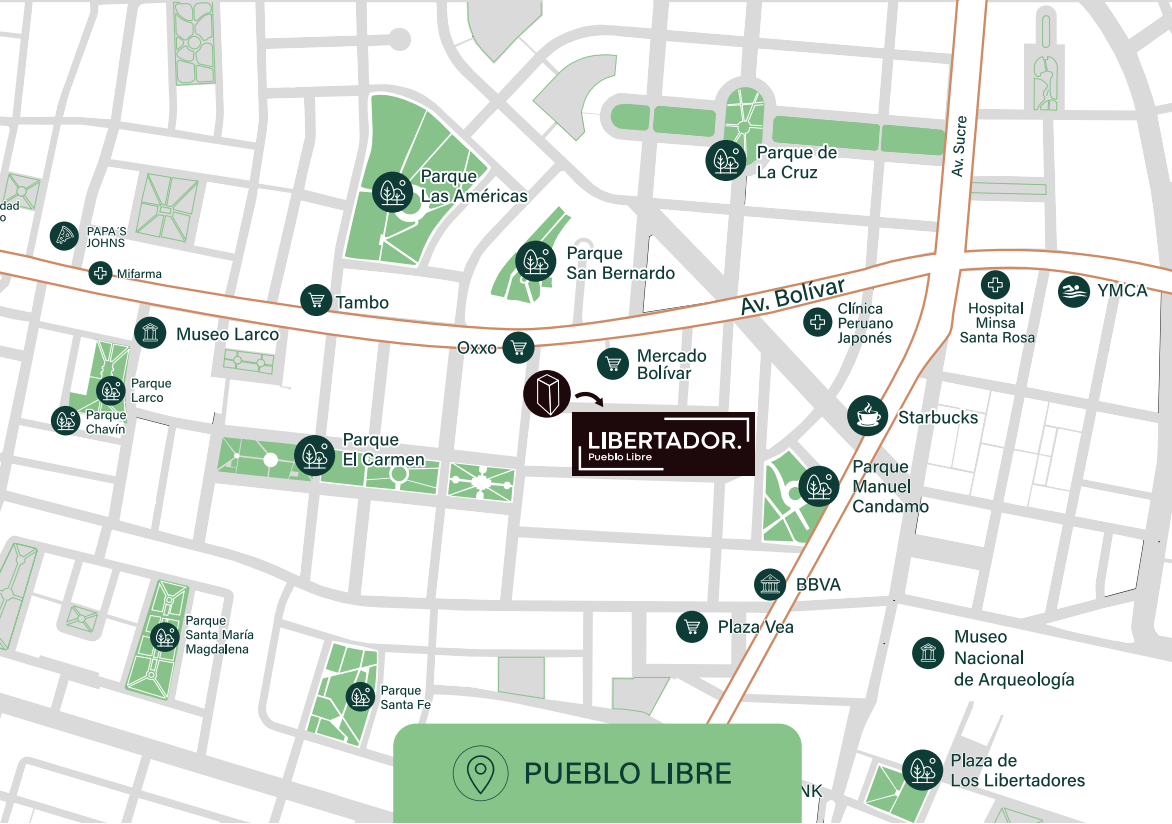 Av. Sucre
Parque de
La Cruz
Parque
Las Américas
dad
o
PAPA´S
JOHNS
Mifarma
Parque
San Bernardo
Tambo
Av. Bolívar
YMCA
Clínica
Peruano
Japonés
Hospital
Minsa
Santa Rosa
Museo Larco
Oxxo
Mercado
Bolívar
Parque
Larco
Parque
Chavín
Starbucks
LIBERTADOR.
Pueblo Libre
Parque
El Carmen
Parque
Manuel
Candamo
BBVA
Plaza Vea
Parque
Santa María
Magdalena
Museo
Nacional
de Arqueología
Parque
Santa Fe
PUEBLO LIBRE
Plaza de
Los Libertadores
NK